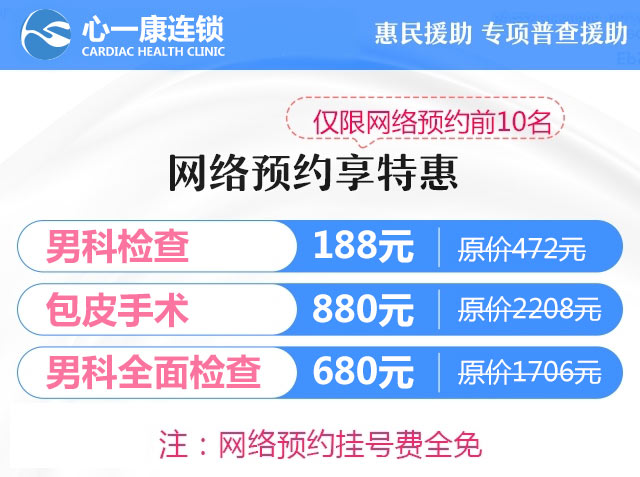 心一康连锁
CARDIAC HEALTH CLINIC
惠民援助 专项普查援助
仅限网络预约前10名
网络预约享特惠
男科检查 188元 原价472元
包皮手术 880元 原价2208元
男科全面检查 680元 原价1706元
注：网络预约挂号费全免